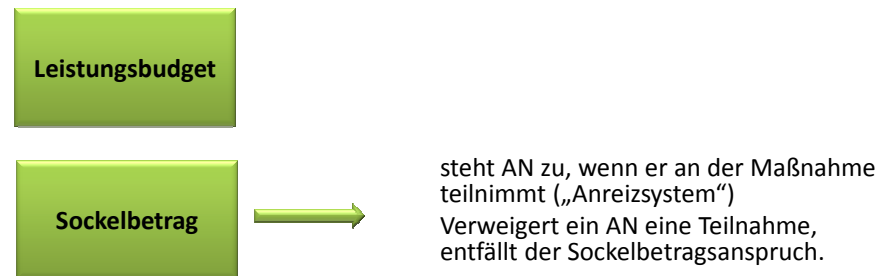 Leistungsbudget
Sockelbetrag
steht AN zu, wenn er an der Maßnahme
teilnimmt („Anreizsystem“)
Verweigert ein AN eine Teilnahme,
entfällt der Sockelbetragsanspruch.